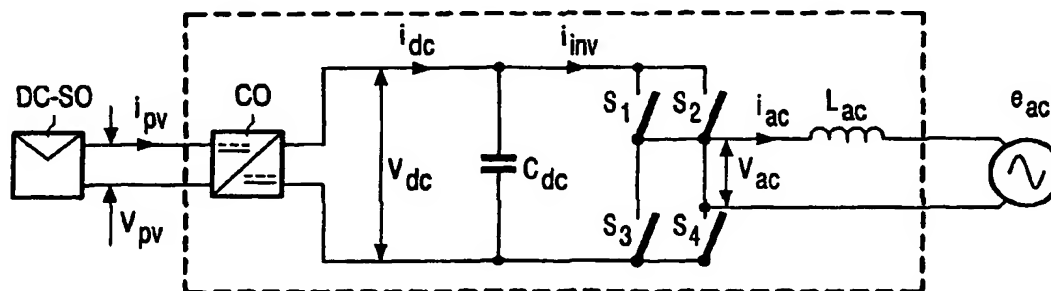 i_dc i_inv
DC-SO i_pv CO S_1 S_2 i_ac L_ac e_ac
V_dc C_dc V_ac
V_pv S_3 S_4